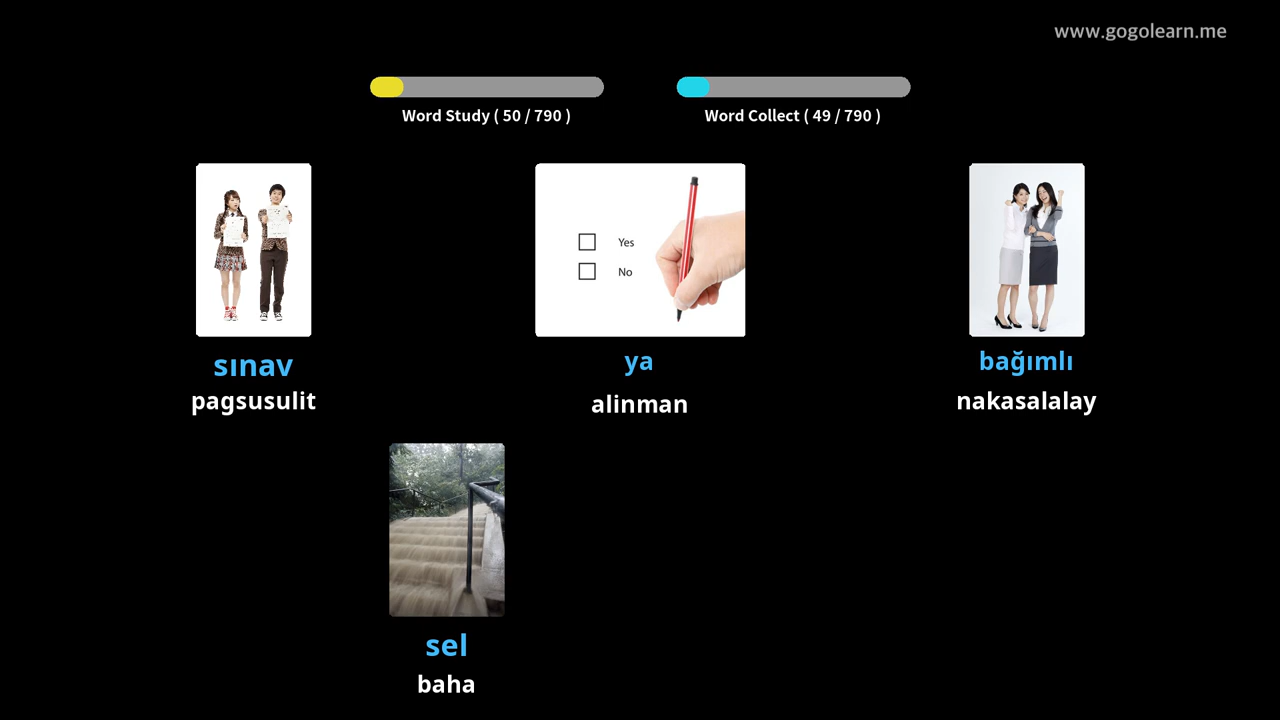 www.gogolearn.me
Word Study ( 50 / 790 )
Word Collect ( 49 / 790 )
Yes
No
sınav
pagsusulit
ya
alinman
bağımlı
nakasalalay
sel
baha